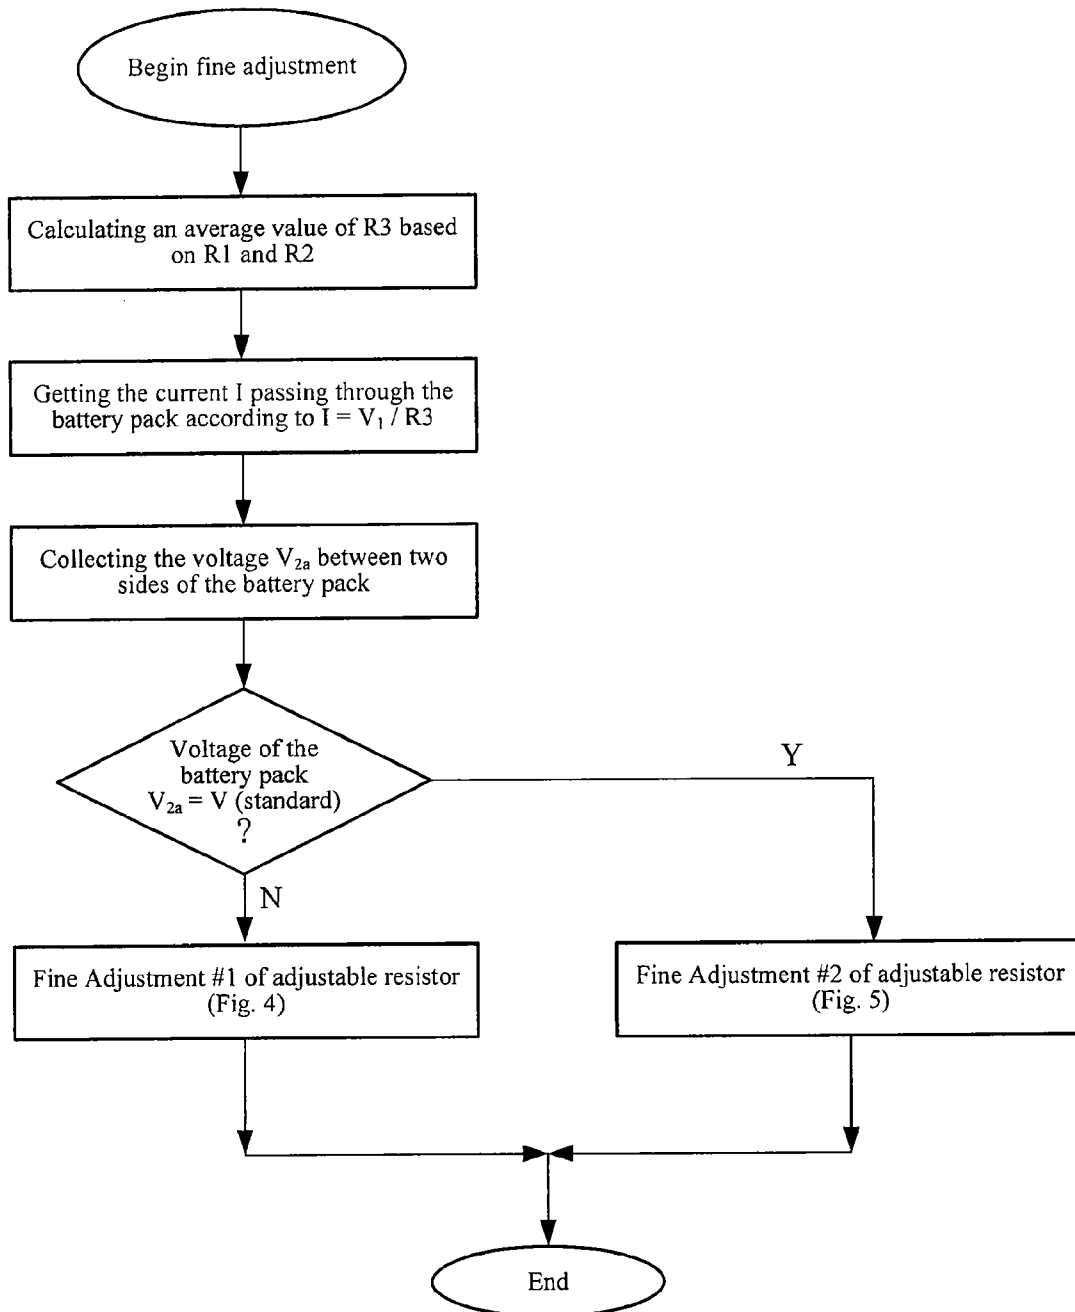 Begin fine adjustment
Calculating an average value of R3 based
on R1 and R2
Getting the current I passing through the
battery pack according to I = V₁ / R3
Collecting the voltage V₂ₐ between two
sides of the battery pack
Voltage of the
battery pack
V₂ₐ = V (standard)
?
Y
N
Fine Adjustment #1 of adjustable resistor
(Fig. 4)
Fine Adjustment #2 of adjustable resistor
(Fig. 5)
End